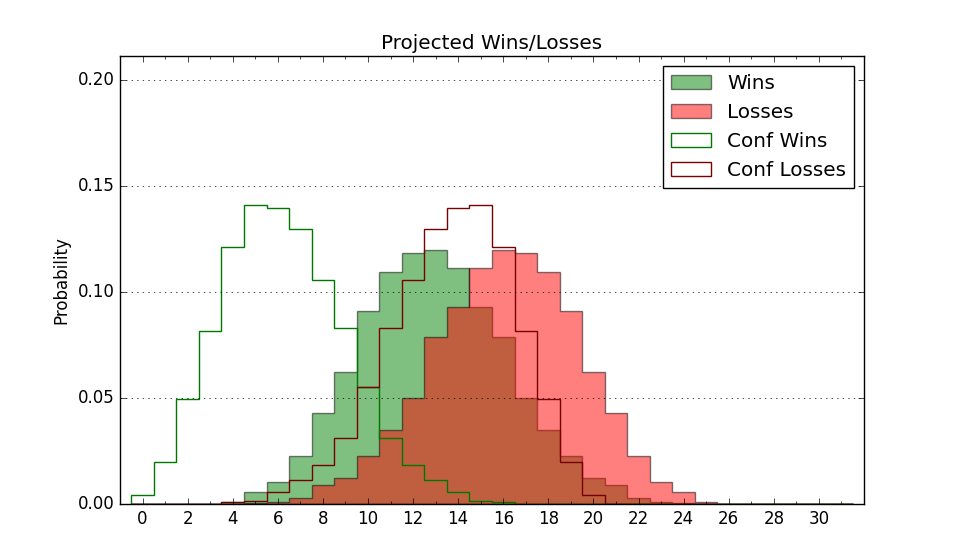 Projected Wins/Losses
0.20
0.15
0.10
0.05
0.00
Probability
Wins
Losses
Conf Wins
Conf Losses
0 2 4 6 8 10 12 14 16 18 20 22 24 26 28 30